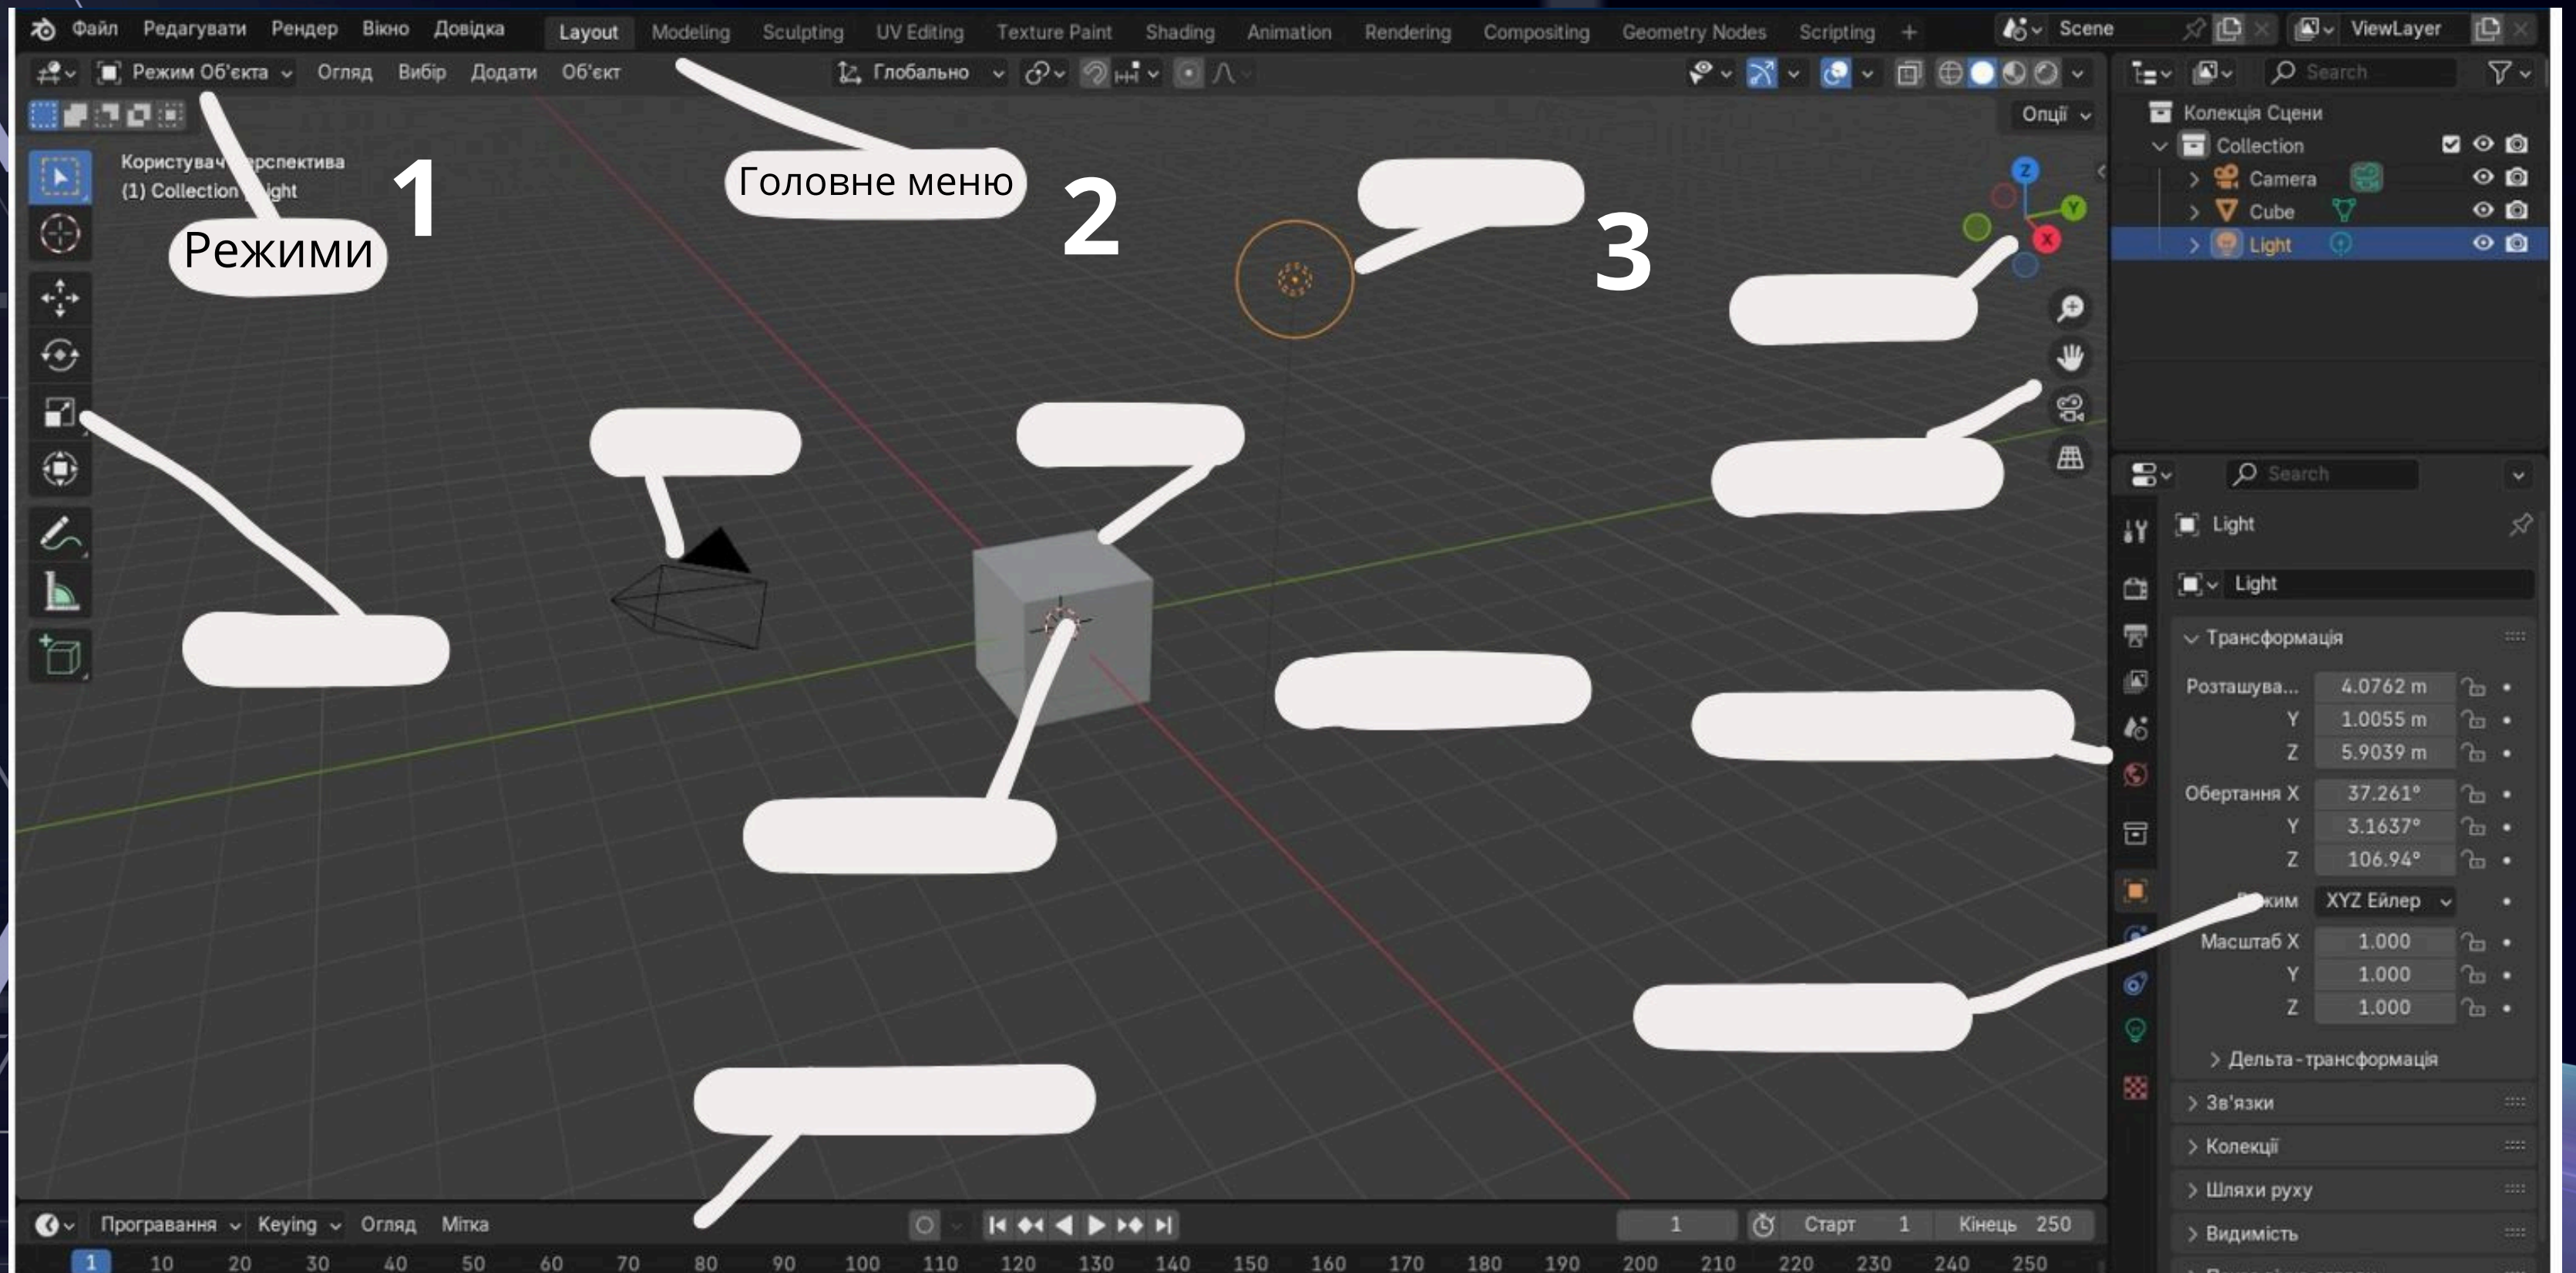 Файл Редагувати Рендер Вікно Довідка Layout Modeling Sculpting UV Editing Texture Paint Shading Animation Rendering Compositing Geometry Nodes Scripting + Scene ViewLayer
Режим Об'єкта Огляд Вибір Додати Об'єкт Глобально Search
Опції
Користувач
(1) Collection
1
Режими
Головне меню
2
3
Z
Y
X
Колекція Сцени
Collection
Camera
Cube
Light
Search
Light
Light
Трансформація
Розташува... 4.0762 m
Y 1.0055 m
Z 5.9039 m
Обертання X 37.261°
Y 3.1637°
Z 106.94°
XYZ Ейлер
Масштаб X 1.000
Y 1.000
Z 1.000
Дельта-трансформація
Зв'язки
Колекції
Шляхи руху
Видимість
Програвання Keying Огляд Мітка 1 Старт 1 Кінець 250
1 10 20 30 40 50 60 70 80 90 100 110 120 130 140 150 160 170 180 190 200 210 220 230 240 250